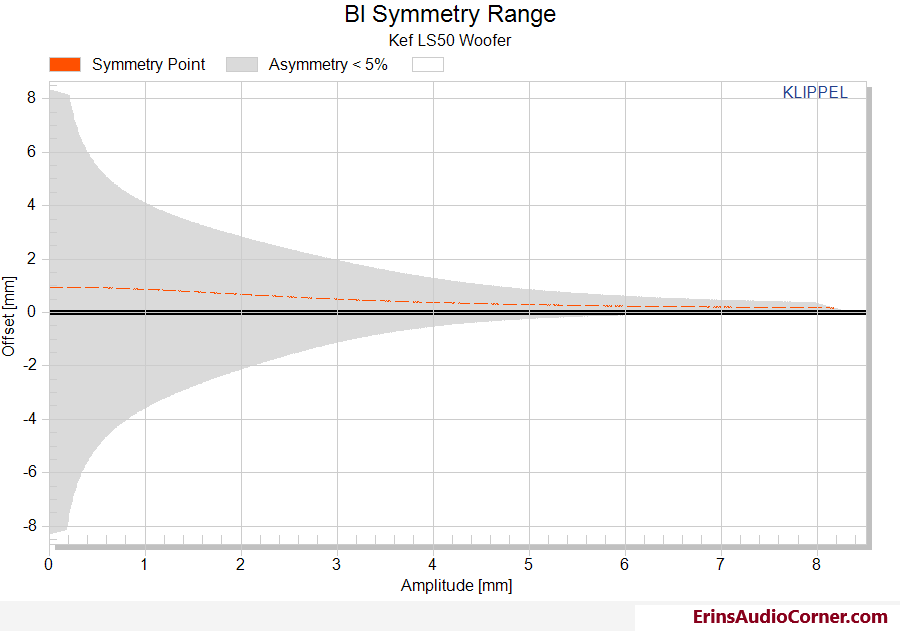 Bl Symmetry Range
Kef LS50 Woofer
Symmetry Point Asymmetry < 5%
KLIPPEL
8
6
4
2
0
-2
-4
-6
-8
Offset [mm]
0 1 2 3 4 5 6 7 8
Amplitude [mm]
ErinsAudioCorner.com